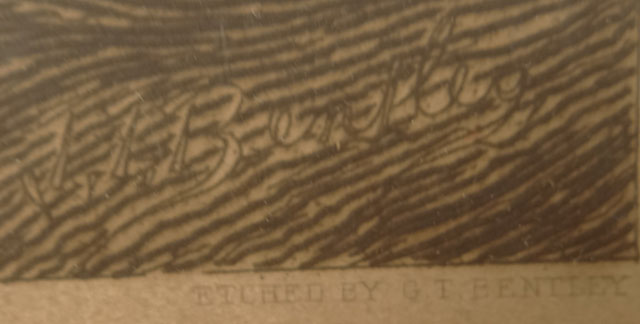 J. J. Bentley
ETCHED BY G. T. BENTLEY